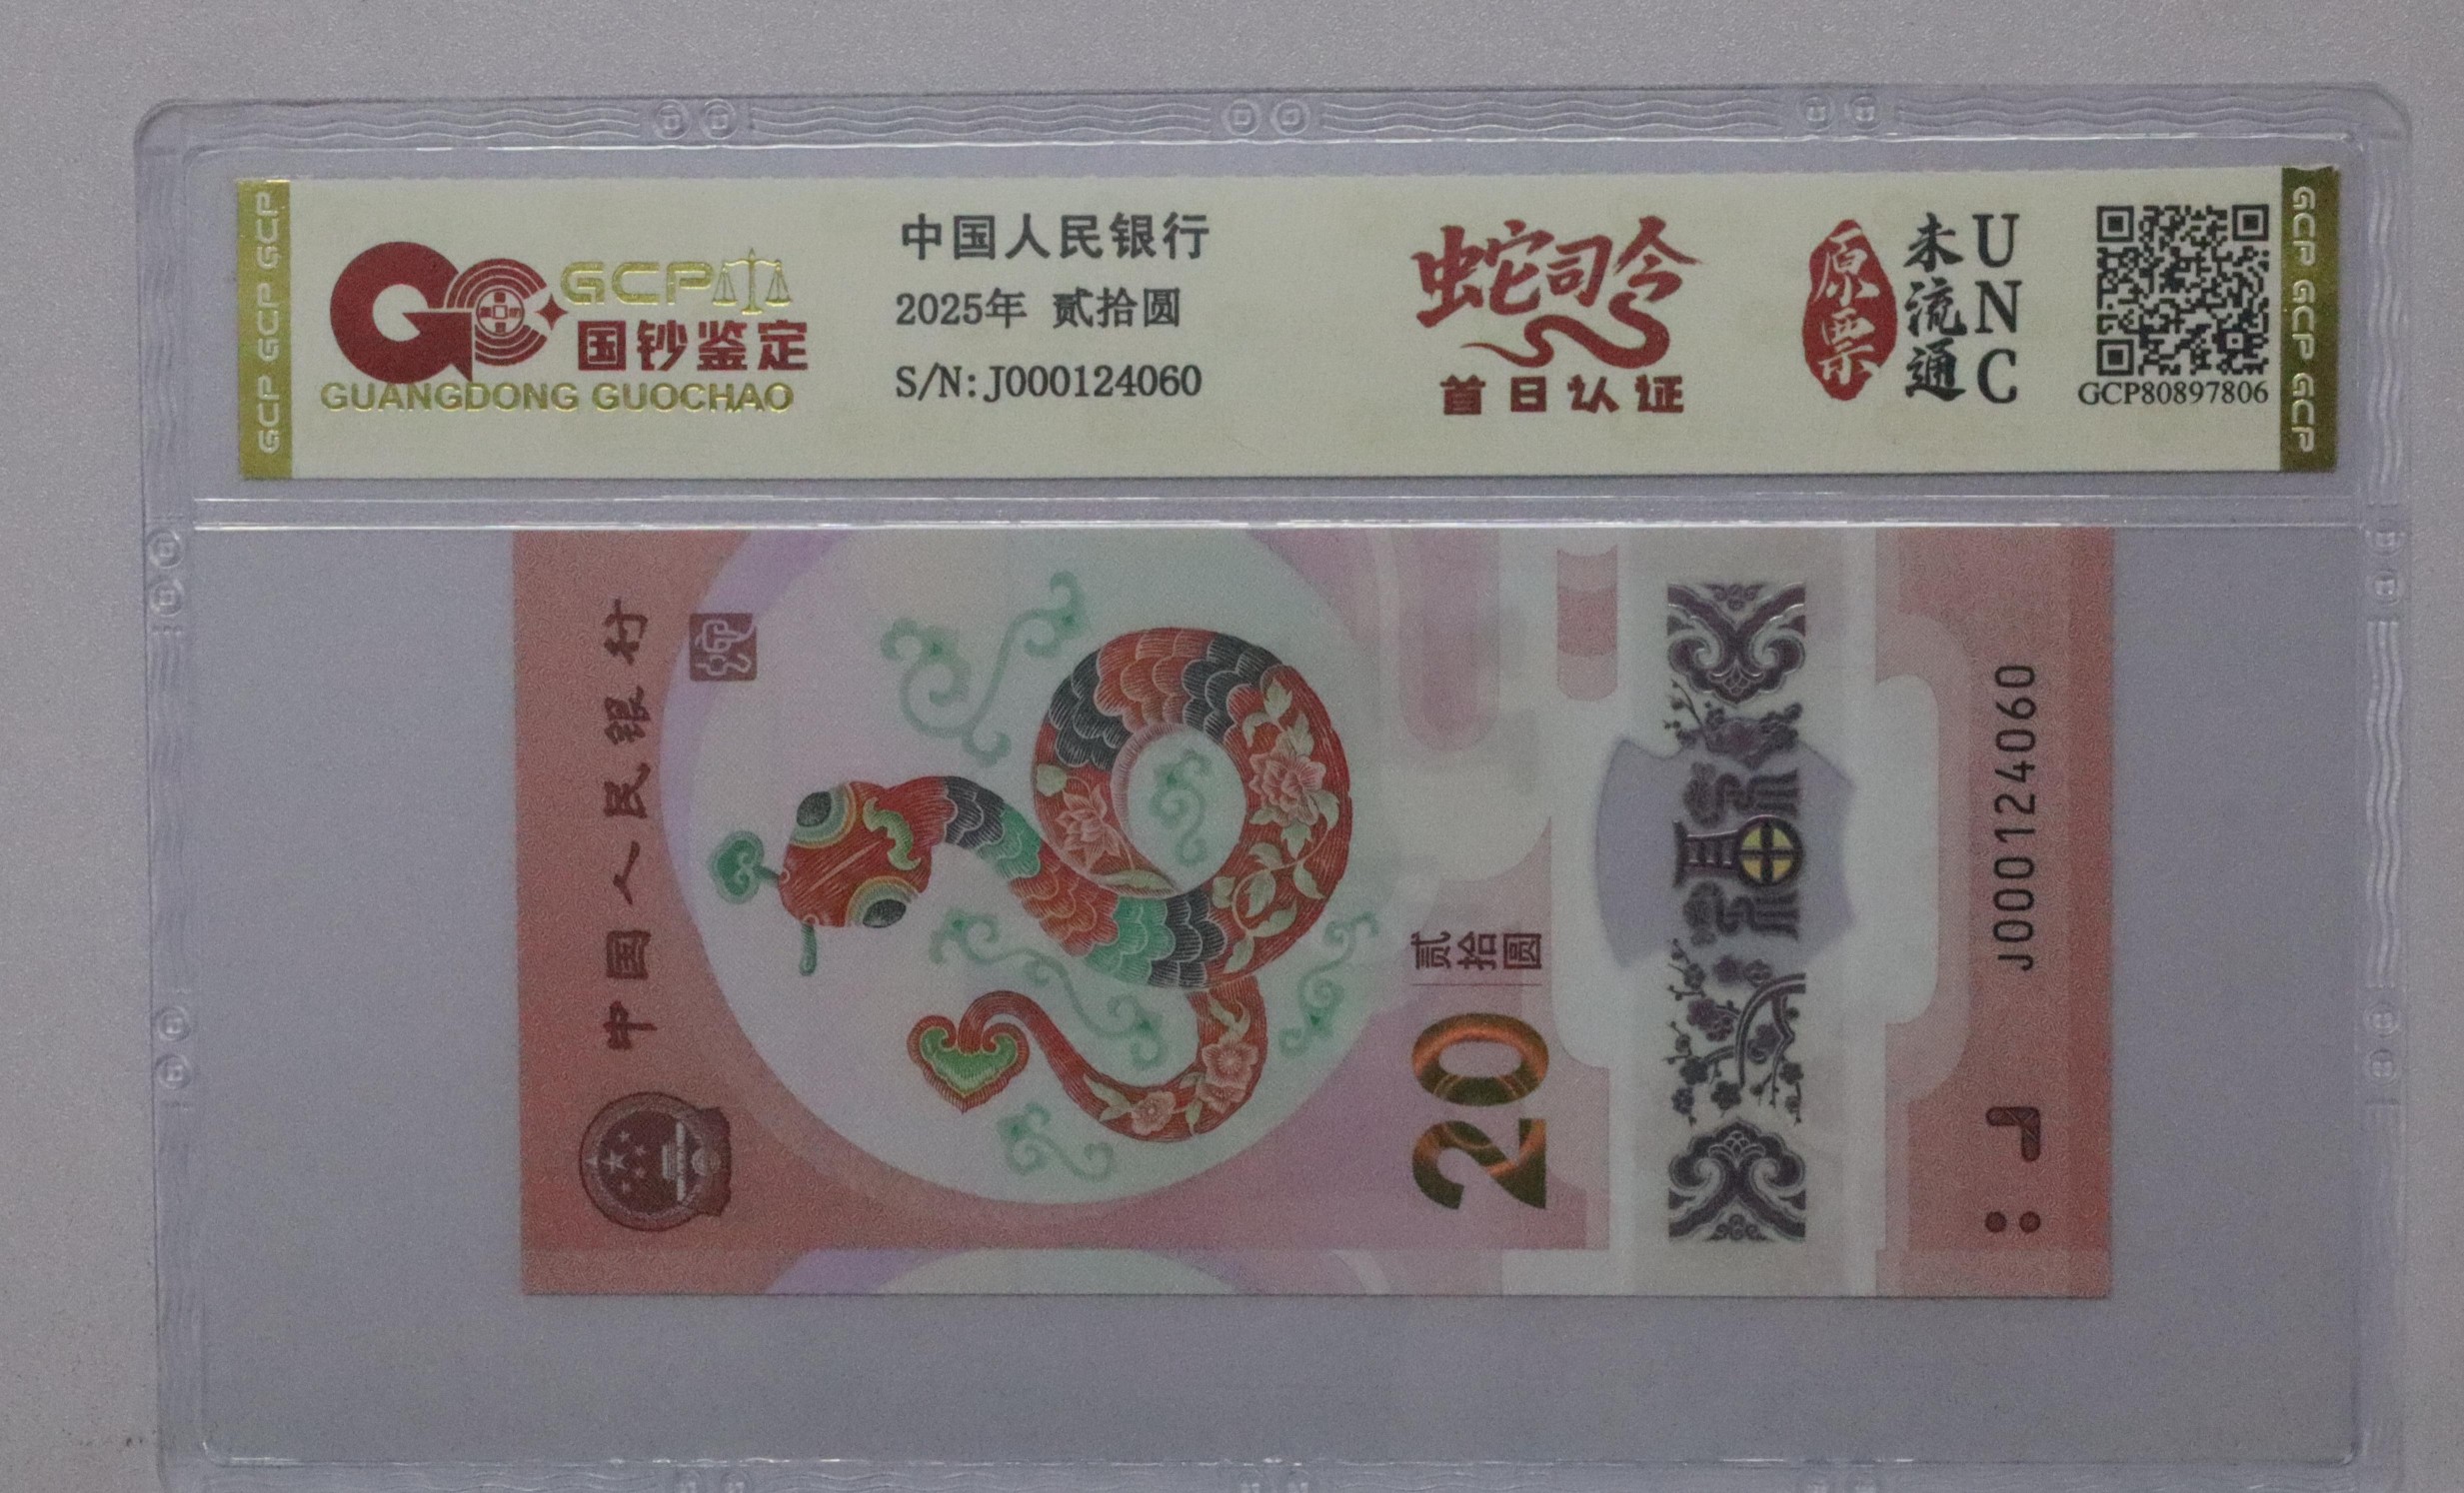 GCP GCP GCP
GCP
国钞鉴定
GUANGDONG GUOCHAO
中国人民银行
2025年 贰拾圆
S/N: J000124060
蛇司令
首日认证
原票
未流通
UNC
GCP80897806
GCP GCP GCP
中国人民银行
蛇
贰拾圆
20
福
J000124060